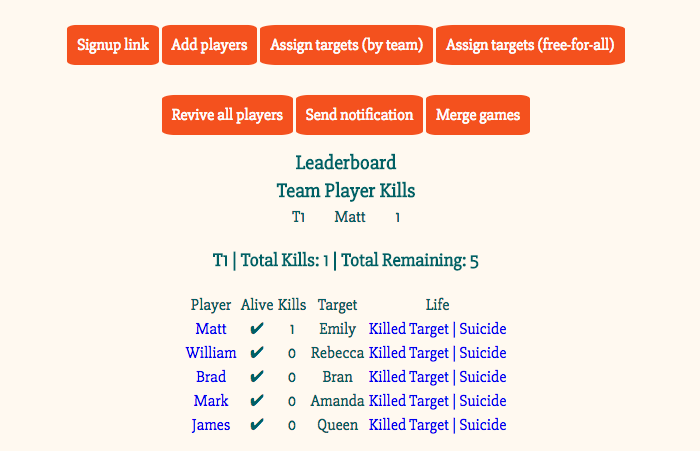 Signup link Add players Assign targets (by team) Assign targets (free-for-all)
Revive all players Send notification Merge games
Leaderboard
Team Player Kills
T1 Matt 1
T1 | Total Kills: 1 | Total Remaining: 5
Player Alive Kills Target Life
Matt ✔ 1 Emily Killed Target | Suicide
William ✔ 0 Rebecca Killed Target | Suicide
Brad ✔ 0 Bran Killed Target | Suicide
Mark ✔ 0 Amanda Killed Target | Suicide
James ✔ 0 Queen Killed Target | Suicide